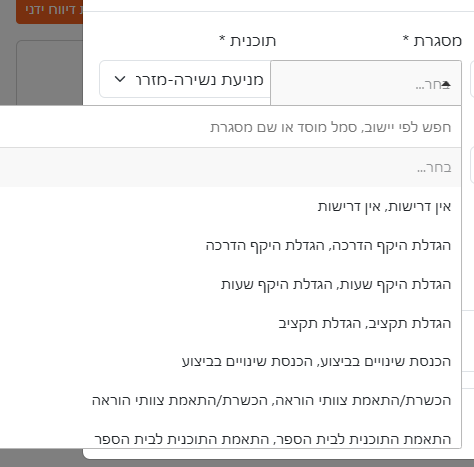 דיווח ידני
מסגרת *
תוכנית *
בחר...
מניעת נשירה-מזרר
חפש לפי יישוב, סמל מוסד או שם מסגרת
בחר...
אין דרישות, אין דרישות
הגדלת היקף הדרכה, הגדלת היקף הדרכה
הגדלת היקף שעות, הגדלת היקף שעות
הגדלת תקציב, הגדלת תקציב
הכנסת שינויים בביצוע, הכנסת שינויים בביצוע
הכשרת/התאמת צוותי הוראה, הכשרת/התאמת צוותי הוראה
התאמת התוכנית לבית הספר, התאמת התוכנית לבית הספר